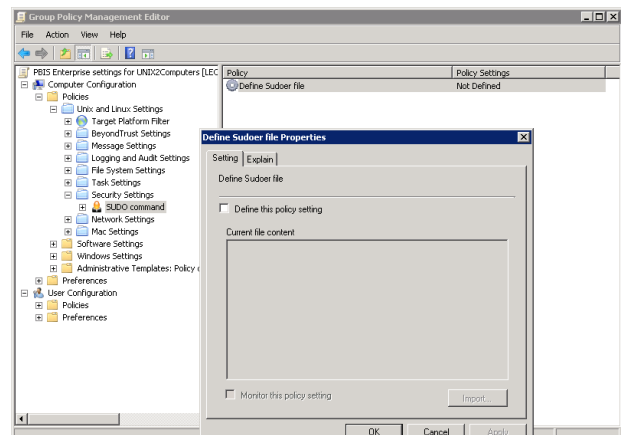 Group Policy Management Editor
File Action View Help
PBIS Enterprise settings for UNIX2Computers [LEC
Computer Configuration
Policies
Unix and Linux Settings
Target Platform Filter
BeyondTrust Settings
Message Settings
Logging and Audit Settings
File System Settings
Task Settings
Security Settings
SUDO command
Network Settings
Mac Settings
Software Settings
Windows Settings
Administrative Templates: Policy
Preferences
User Configuration
Policies
Preferences
Policy Policy Settings
Define Sudoer file Not Defined
Define Sudoer file Properties
Setting Explain
Define Sudoer file
Define this policy setting
Current file content
Monitor this policy setting
Import...
OK Cancel Apply